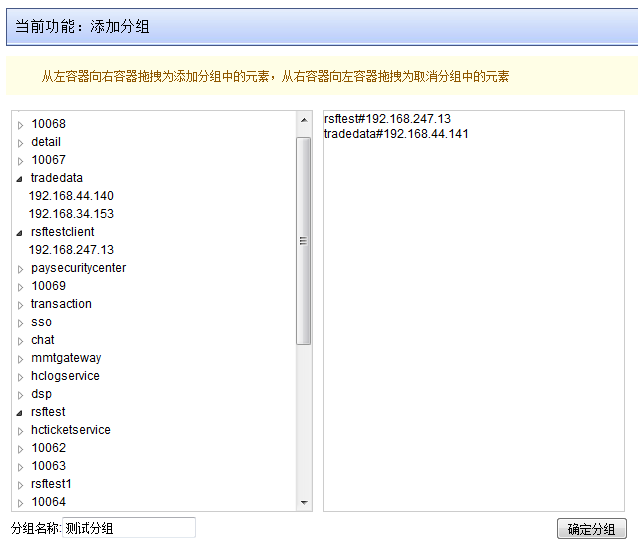 当前功能：添加分组
从左容器向右容器拖拽为添加分组中的元素，从右容器向左容器拖拽为取消分组中的元素
10068
detail
10067
tradedata
192.168.44.140
192.168.34.153
rsftestclient
192.168.247.13
paysecuritycenter
10069
transaction
sso
chat
mmtgateway
hclogservice
dsp
rsftest
hcticketservice
10062
10063
rsftest1
10064
rsftest#192.168.247.13
tradedata#192.168.44.141
分组名称:测试分组
确定分组